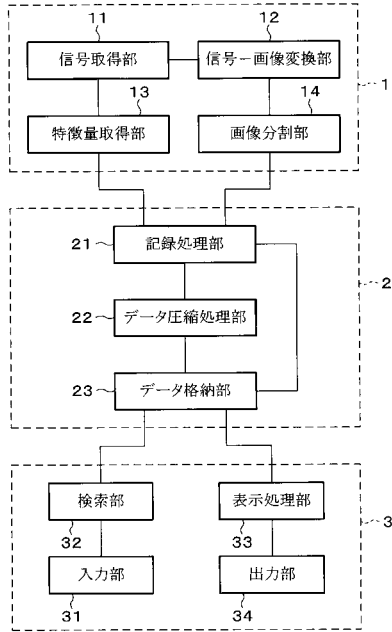 11
12
信号取得部
信号－画像変換部
13
14
1
特徴量取得部
画像分割部
21
記録処理部
2
22
データ圧縮処理部
23
データ格納部
検索部
表示処理部
32
33
3
入力部
出力部
31
34